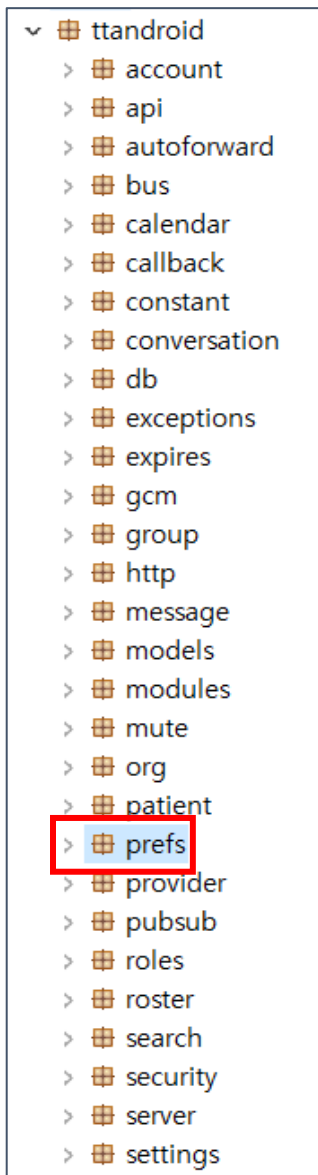 ttandroid
account
api
autoforward
bus
calendar
callback
constant
conversation
db
exceptions
expires
gcm
group
http
message
models
modules
mute
org
patient
prefs
provider
pubsub
roles
roster
search
security
server
settings